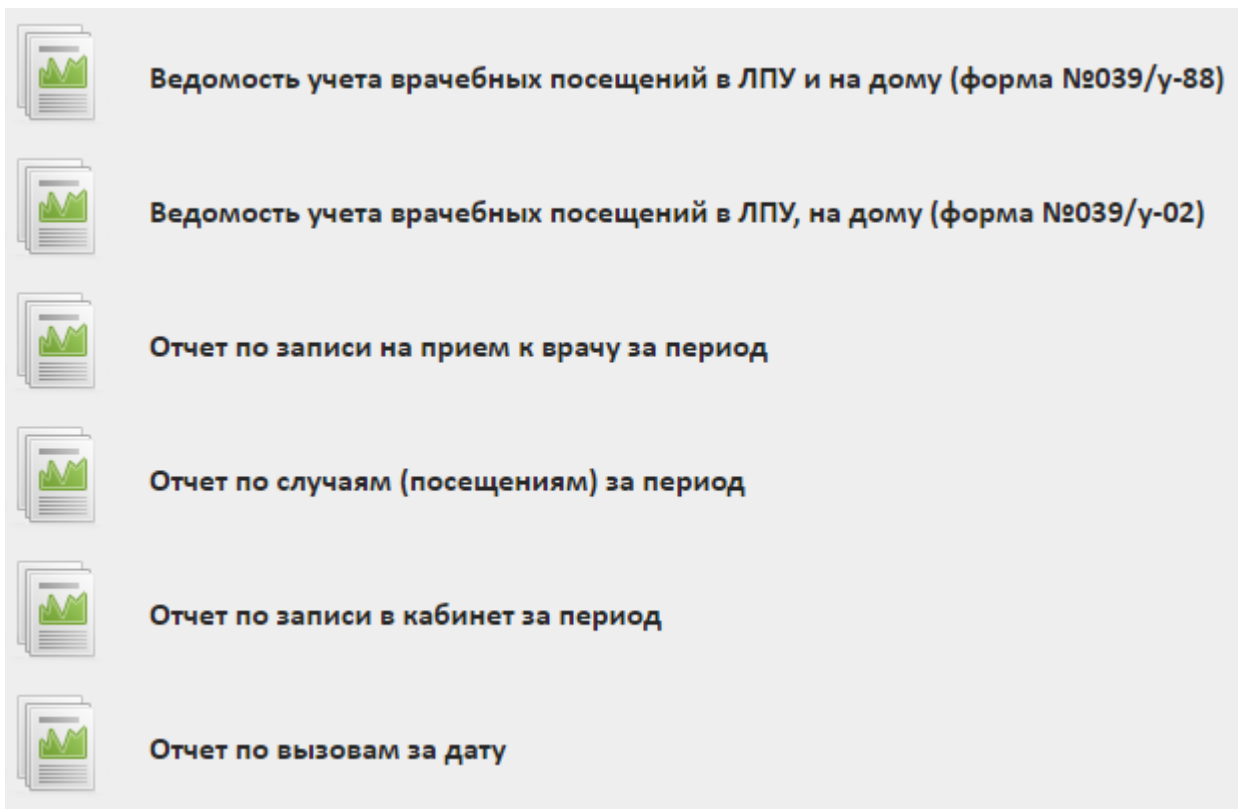 Ведомость учета врачебных посещений в ЛПУ и на дому (форма №039/у-88)
Ведомость учета врачебных посещений в ЛПУ, на дому (форма №039/у-02)
Отчет по записи на прием к врачу за период
Отчет по случаям (посещениям) за период
Отчет по записи в кабинет за период
Отчет по вызовам за дату